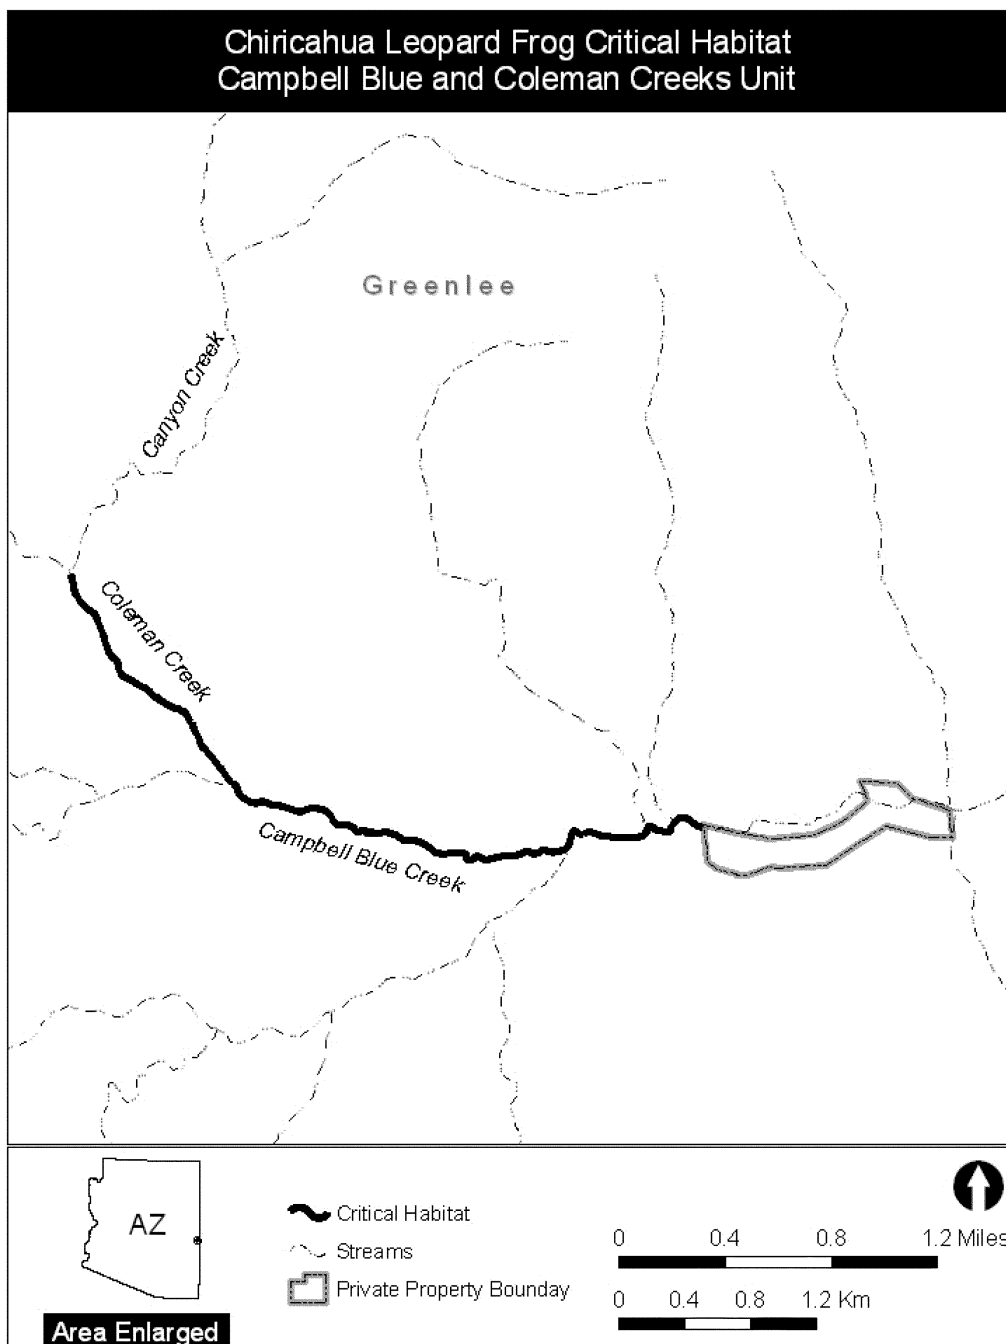 Chiricahua Leopard Frog Critical Habitat
Campbell Blue and Coleman Creeks Unit
Greenlee
Canyon Creek
Coleman Creek
Campbell Blue Creek
AZ
Area Enlarged
Critical Habitat
Streams
Private Property Boundary
0 0.4 0.8 1.2 Miles
0 0.4 0.8 1.2 Km